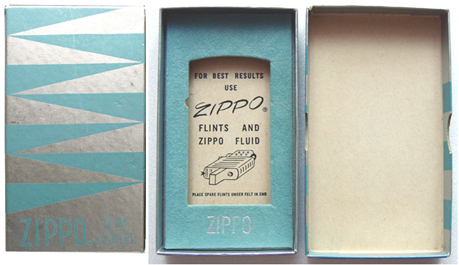 ZIPPO
FOR BEST RESULTS
USE
ZIPPO®
FLINTS AND
ZIPPO FLUID
PLACE SPARE FLINTS UNDER FELT IN END
ZIPPO